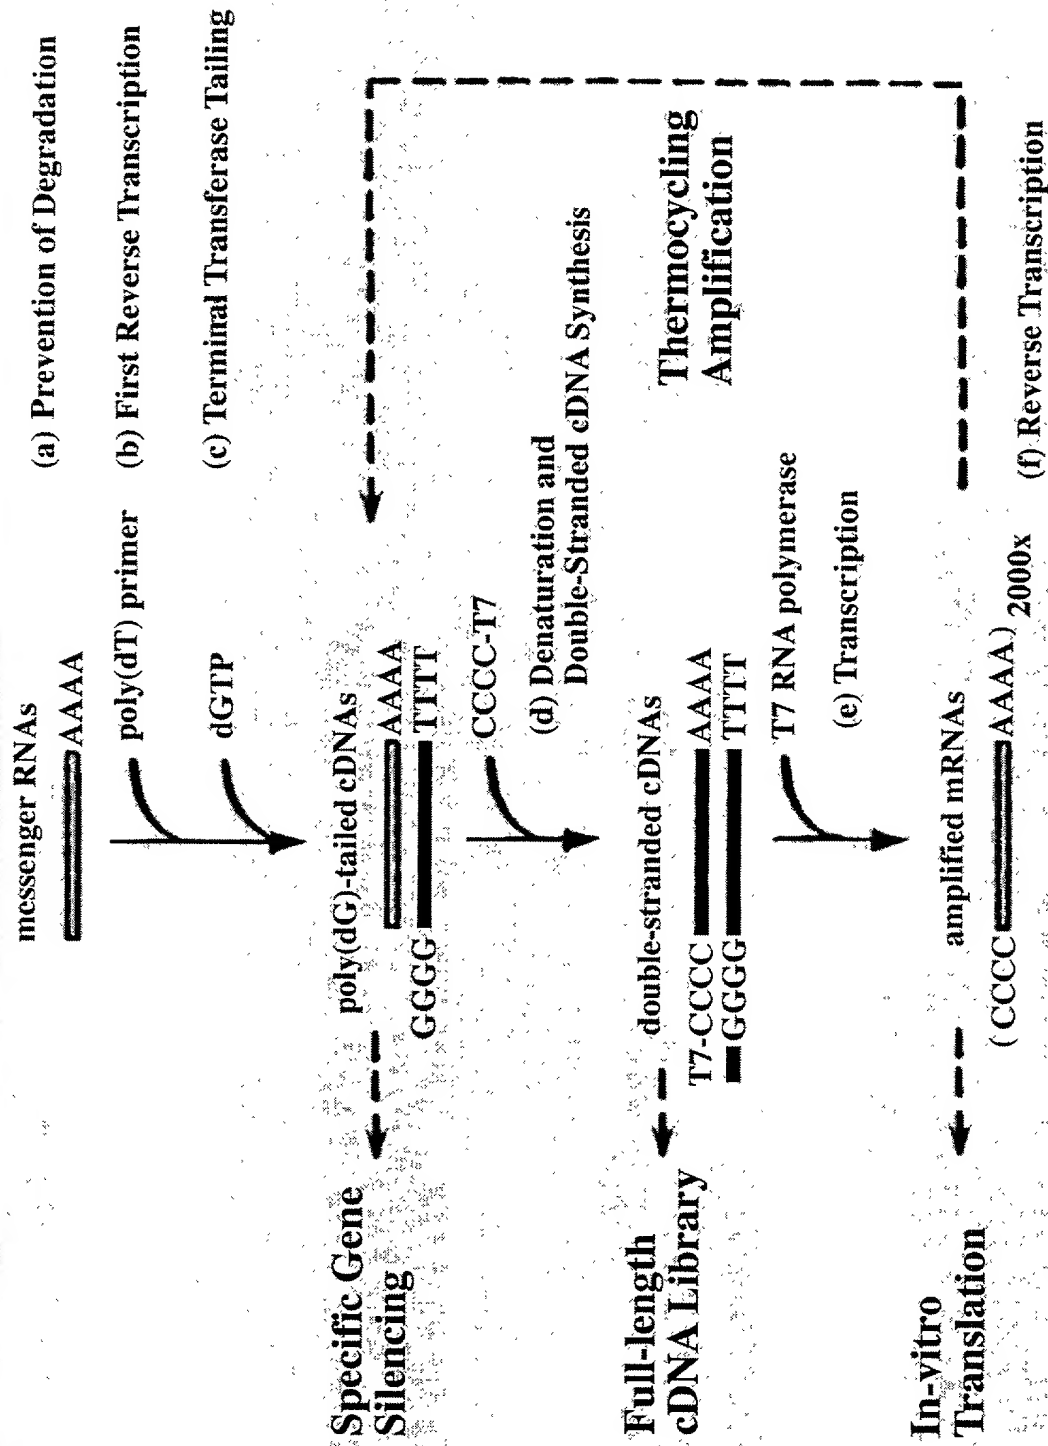 messenger RNAs
AAAA
(a) Prevention of Degradation
poly(dT) primer
(b) First Reverse Transcription
dGTP
(c) Terminal Transferase Tailing
Specific Gene
Silencing
poly(dG)-tailed cDNAs
AAAA
GGGG
TTTT
CCCC-T7
(d) Denaturation and
Double-Stranded cDNA Synthesis
Full-length
cDNA Library
double-stranded cDNAs
T7-CCCC
AAAA
GGGG
TTTT
Thermocycling
Amplification
T7 RNA polymerase
(e) Transcription
In-vitro
Translation
amplified mRNAs
(CCCC
AAAA)
2000x
(f) Reverse Transcription